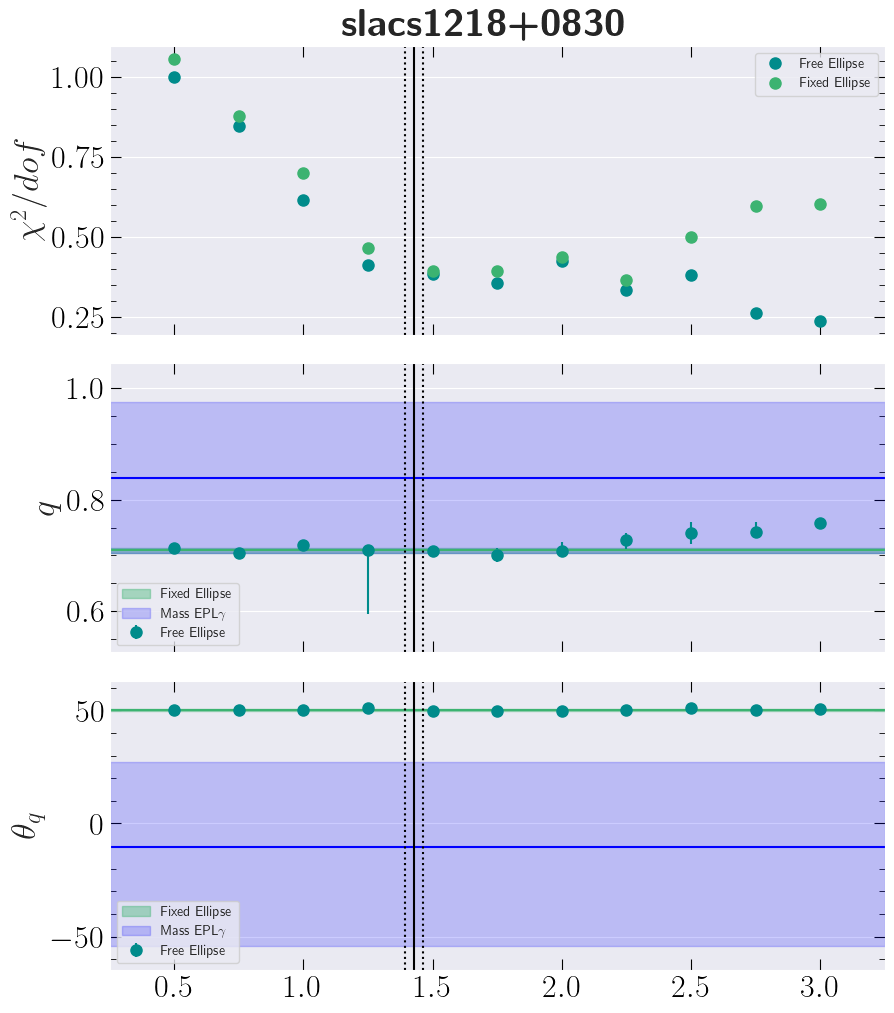 slacs1218+0830
1.00
0.75
0.50
0.25
χ²/dof
Free Ellipse
Fixed Ellipse
1.0
0.8
0.6
q
Fixed Ellipse
Mass EPLγ
Free Ellipse
50
0
−50
θq
Fixed Ellipse
Mass EPLγ
Free Ellipse
0.5 1.0 1.5 2.0 2.5 3.0